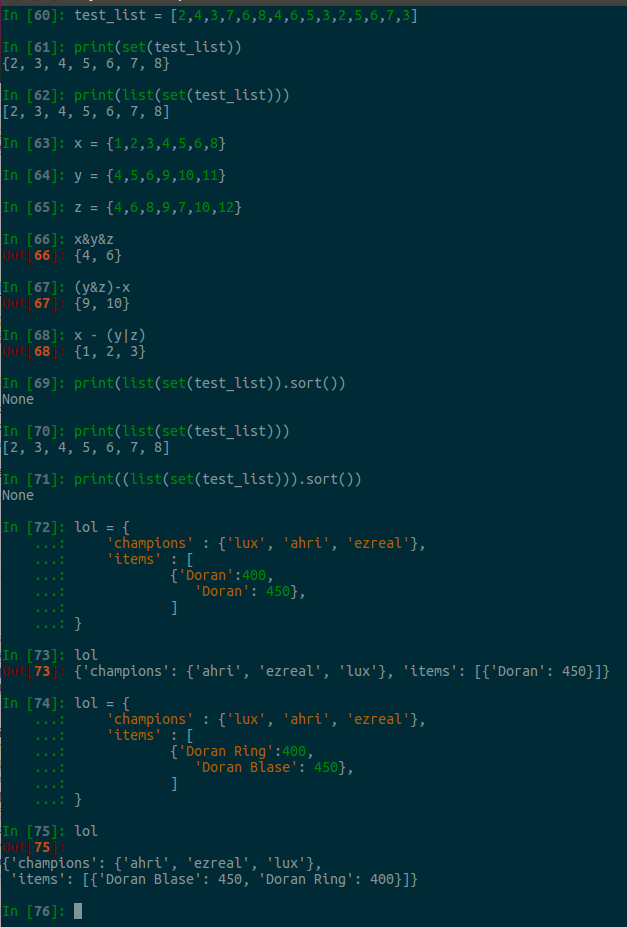 In [60]: test_list = [2,4,3,7,6,8,4,6,5,3,2,5,6,7,3]
In [61]: print(set(test_list))
{2, 3, 4, 5, 6, 7, 8}
In [62]: print(list(set(test_list)))
[2, 3, 4, 5, 6, 7, 8]
In [63]: x = {1,2,3,4,5,6,8}
In [64]: y = {4,5,6,9,10,11}
In [65]: z = {4,6,8,9,7,10,12}
In [66]: x&y&z
Out[66]: {4, 6}
In [67]: (y&z)-x
Out[67]: {9, 10}
In [68]: x - (y|z)
Out[68]: {1, 2, 3}
In [69]: print(list(set(test_list)).sort())
None
In [70]: print(list(set(test_list)))
[2, 3, 4, 5, 6, 7, 8]
In [71]: print((list(set(test_list))).sort())
None
In [72]: lol = {
    ...:     'champions' : {'lux', 'ahri', 'ezreal'},
    ...:     'items' : [
    ...:             {'Doran':400,
    ...:                'Doran': 450},
    ...:             ]
    ...: }
In [73]: lol
Out[73]: {'champions': {'ahri', 'ezreal', 'lux'}, 'items': [{'Doran': 450}]}
In [74]: lol = {
    ...:     'champions' : {'lux', 'ahri', 'ezreal'},
    ...:     'items' : [
    ...:             {'Doran Ring':400,
    ...:                'Doran Blase': 450},
    ...:             ]
    ...: }
In [75]: lol
Out[75]:
{'champions': {'ahri', 'ezreal', 'lux'},
 'items': [{'Doran Blase': 450, 'Doran Ring': 400}]}
In [76]: